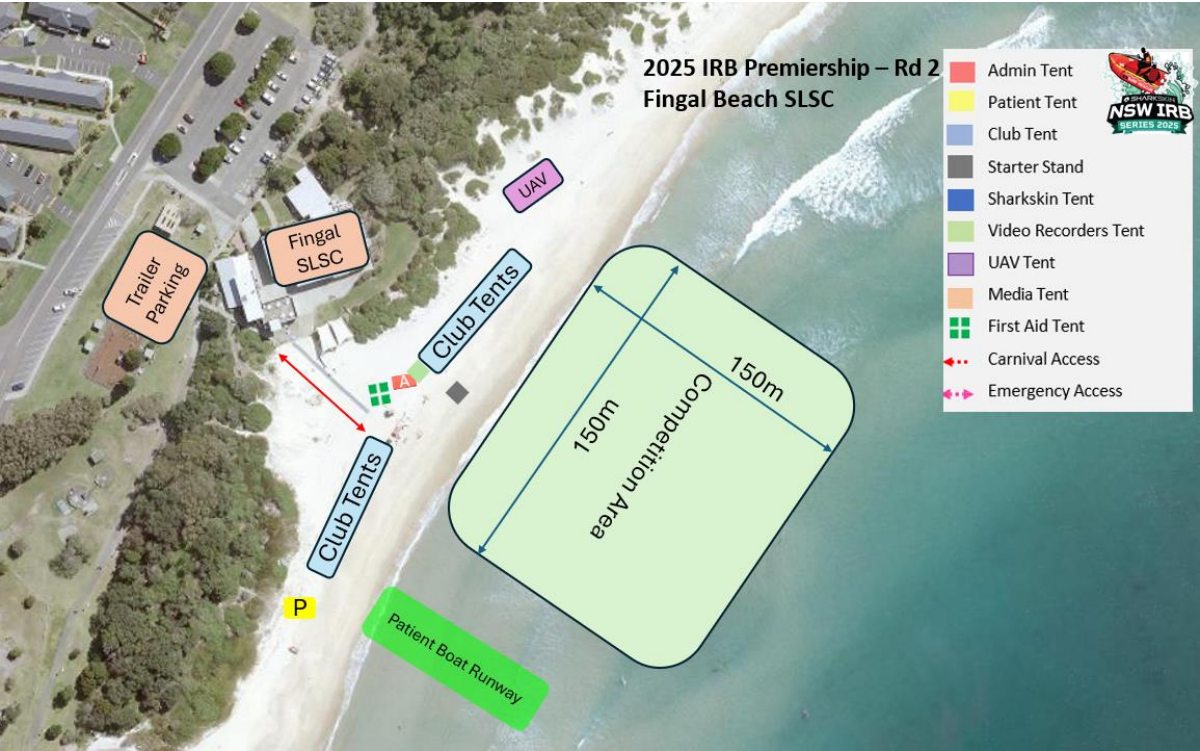 2025 IRB Premiership – Rd 2
Fingal Beach SLSC
Admin Tent
Patient Tent
Club Tent
Starter Stand
Sharkskin Tent
Video Recorders Tent
UAV Tent
Media Tent
First Aid Tent
Carnival Access
Emergency Access
SHARKSKIN
NSW IRB
SERIES 2025
UAV
Fingal
SLSC
Trailer
Parking
Club Tents
A
150m
150m
Competition Area
Club Tents
P
Patient Boat Runway